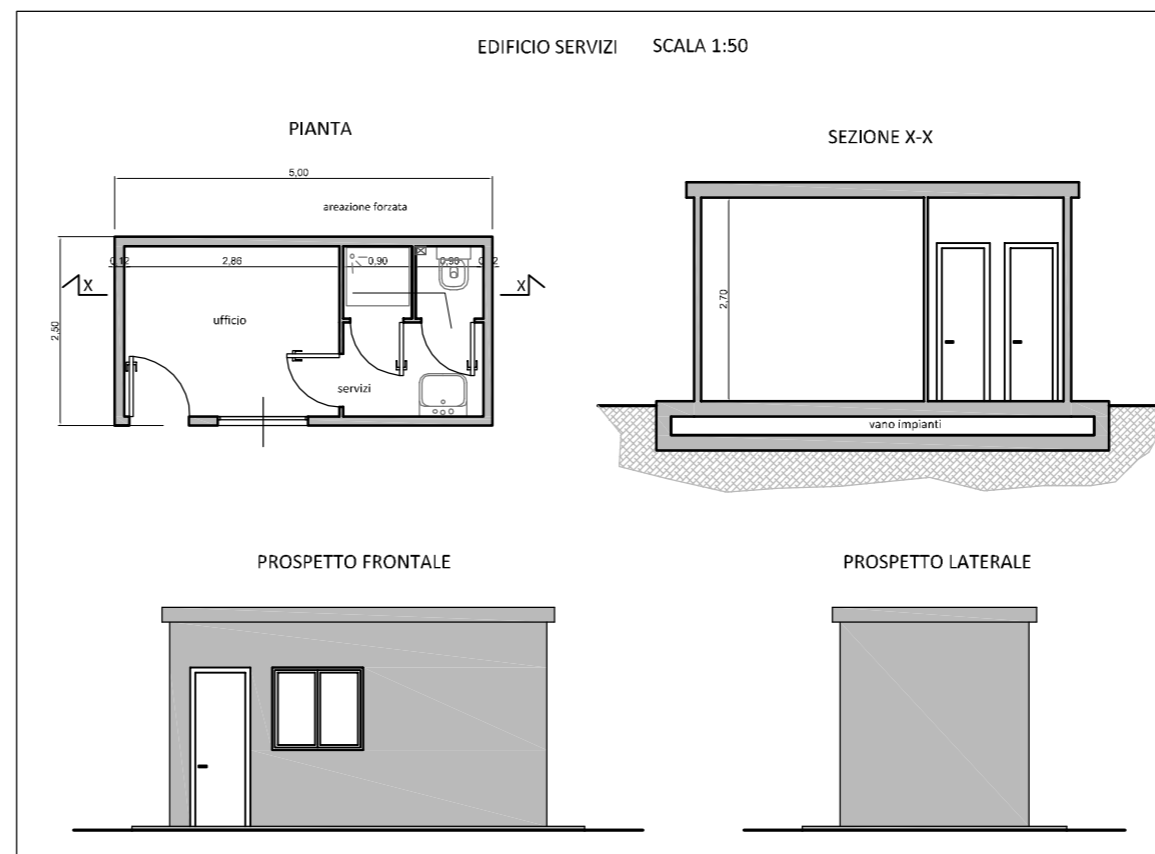 EDIFICIO SERVIZI SCALA 1:50
PIANTA
SEZIONE X-X
5,00
areazione forzata
0,12 2,86 0,90 0,90
X X
2,50
ufficio
servizi
2,70
vano impianti
PROSPETTO FRONTALE
PROSPETTO LATERALE